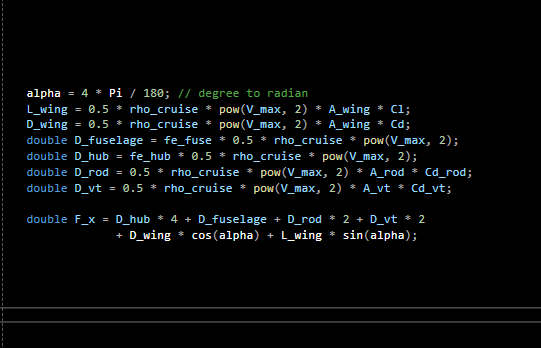 alpha = 4 * Pi / 180; // degree to radian
L_wing = 0.5 * rho_cruise * pow(V_max, 2) * A_wing * Cl;
D_wing = 0.5 * rho_cruise * pow(V_max, 2) * A_wing * Cd;
double D_fuselage = fe_fuse * 0.5 * rho_cruise * pow(V_max, 2);
double D_hub = fe_hub * 0.5 * rho_cruise * pow(V_max, 2);
double D_rod = 0.5 * rho_cruise * pow(V_max, 2) * A_rod * Cd_rod;
double D_vt = 0.5 * rho_cruise * pow(V_max, 2) * A_vt * Cd_vt;
double F_x = D_hub * 4 + D_fuselage + D_rod * 2 + D_vt * 2
+ D_wing * cos(alpha) + L_wing * sin(alpha);